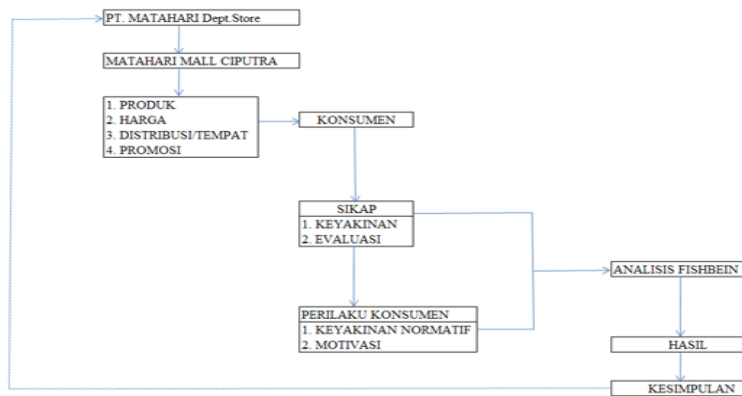 PT. MATAHARI Dept.Store
MATAHARI MALL CIPUTRA
1. PRODUK
2. HARGA
3. DISTRIBUSI/TEMPAT
4. PROMOSI
KONSUMEN
SIKAP
1. KEYAKINAN
2. EVALUASI
PERILAKU KONSUMEN
1. KEYAKINAN NORMATIF
2. MOTIVASI
ANALISIS FISHBEIN
HASIL
KESIMPULAN